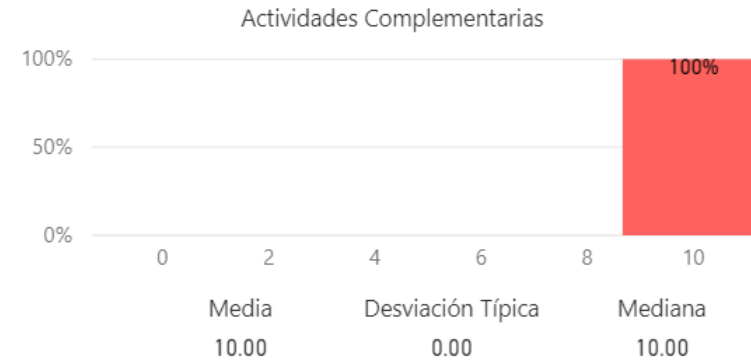 Actividades Complementarias
100%
100%
50%
0%
0 2 4 6 8 10
Media Desviación Típica Mediana
10.00 0.00 10.00